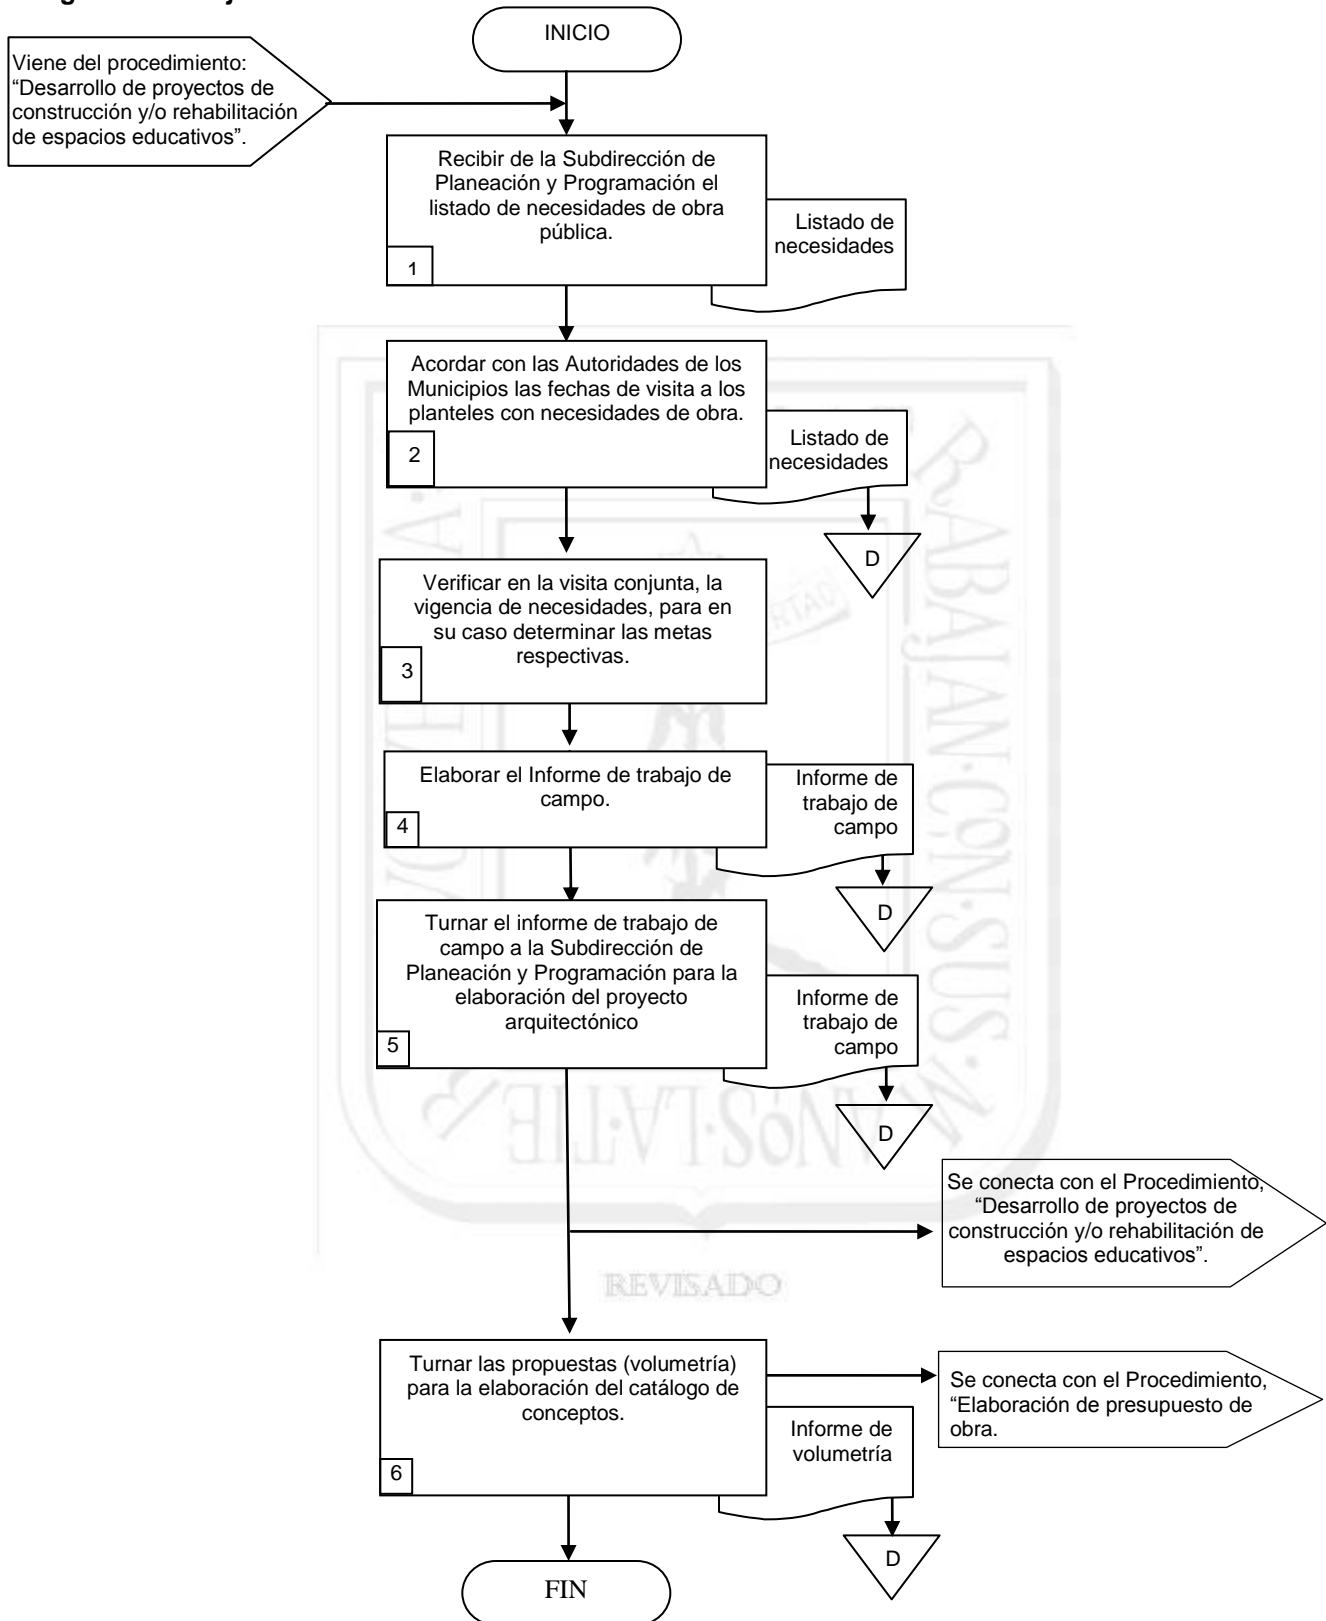 INICIO
Viene del procedimiento:
“Desarrollo de proyectos de
construcción y/o rehabilitación
de espacios educativos”.
Recibir de la Subdirección de
Planeación y Programación el
listado de necesidades de obra
pública.
1
Listado de
necesidades
Acordar con las Autoridades de los
Municipios las fechas de visita a los
planteles con necesidades de obra.
2
Listado de
necesidades
D
Verificar en la visita conjunta, la
vigencia de necesidades, para en
su caso determinar las metas
respectivas.
3
Elaborar el Informe de trabajo de
campo.
4
Informe de
trabajo de
campo
D
Turnar el informe de trabajo de
campo a la Subdirección de
Planeación y Programación para la
elaboración del proyecto
arquitectónico
5
Informe de
trabajo de
campo
D
Se conecta con el Procedimiento,
“Desarrollo de proyectos de
construcción y/o rehabilitación de
espacios educativos”.
REVISADO
Turnar las propuestas (volumetría)
para la elaboración del catálogo de
conceptos.
6
Se conecta con el Procedimiento,
“Elaboración de presupuesto de
obra.
Informe de
volumetría
D
FIN